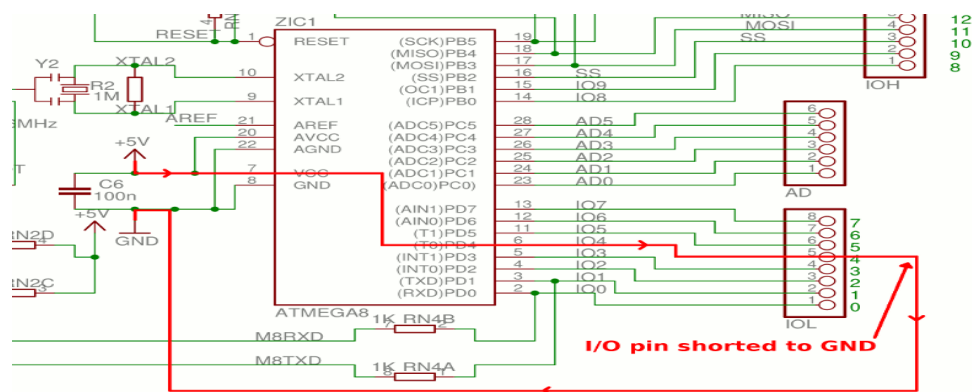 ZIC1
RESET
1
RESET
(SCK)PB5
19
(MISO)PB4
18
(MOSI)PB3
17
(SS)PB2
16
SS
(OC1)PB1
15
IO9
(ICP)PB0
14
IO8
MISO
MOSI
SS
4
3
2
1
12
11
10
9
8
IOH
Y2
XTAL2
R2
1M
XTAL1
10
XTAL2
9
XTAL1
AREF
21
AREF
20
AVCC
22
AGND
7
VCC
8
GND
+5V
C6
100n
+5V
GND
(ADC5)PC5
28
AD5
(ADC4)PC4
27
AD4
(ADC3)PC3
26
AD3
(ADC2)PC2
25
AD2
(ADC1)PC1
24
AD1
(ADC0)PC0)
23
AD0
6
5
4
3
2
1
AD
(AIN1)PD7
13
IO7
(AIN0)PD6
12
IO6
(T1)PD5
11
IO5
(T0)PD4
6
IO4
(INT1)PD3
5
IO3
(INT0)PD2
4
IO2
(TXD)PD1
3
IO1
(RXD)PD0
2
IO0
8
7
6
5
4
3
2
1
7
6
5
4
3
2
1
0
IOL
ATMEGA8
RN2D
4
RN2C
3
M8RXD
1K RN4B
7
2
M8TXD
1K RN4A
8
1
I/O pin shorted to GND